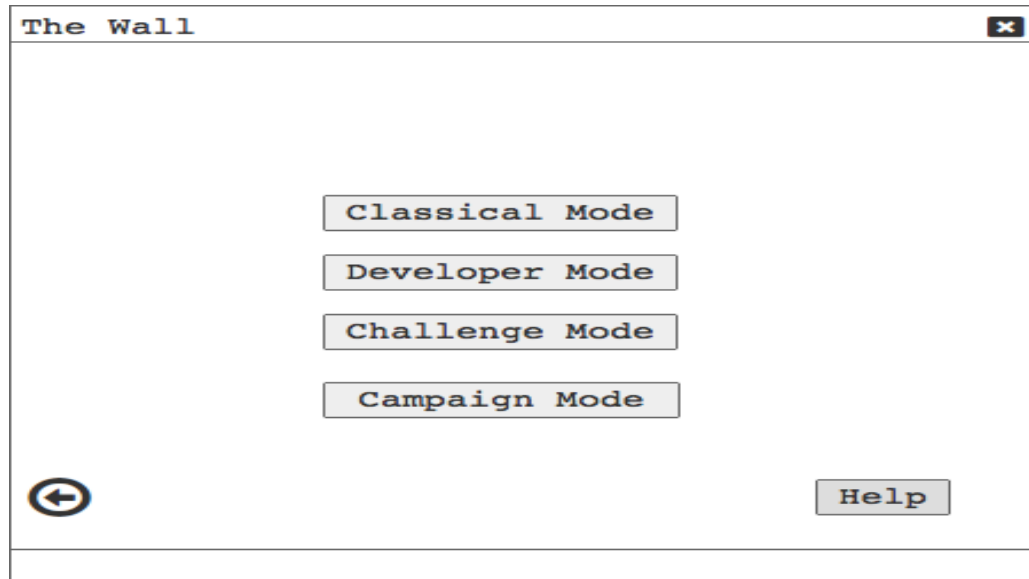 The Wall
Classical Mode
Developer Mode
Challenge Mode
Campaign Mode
Help